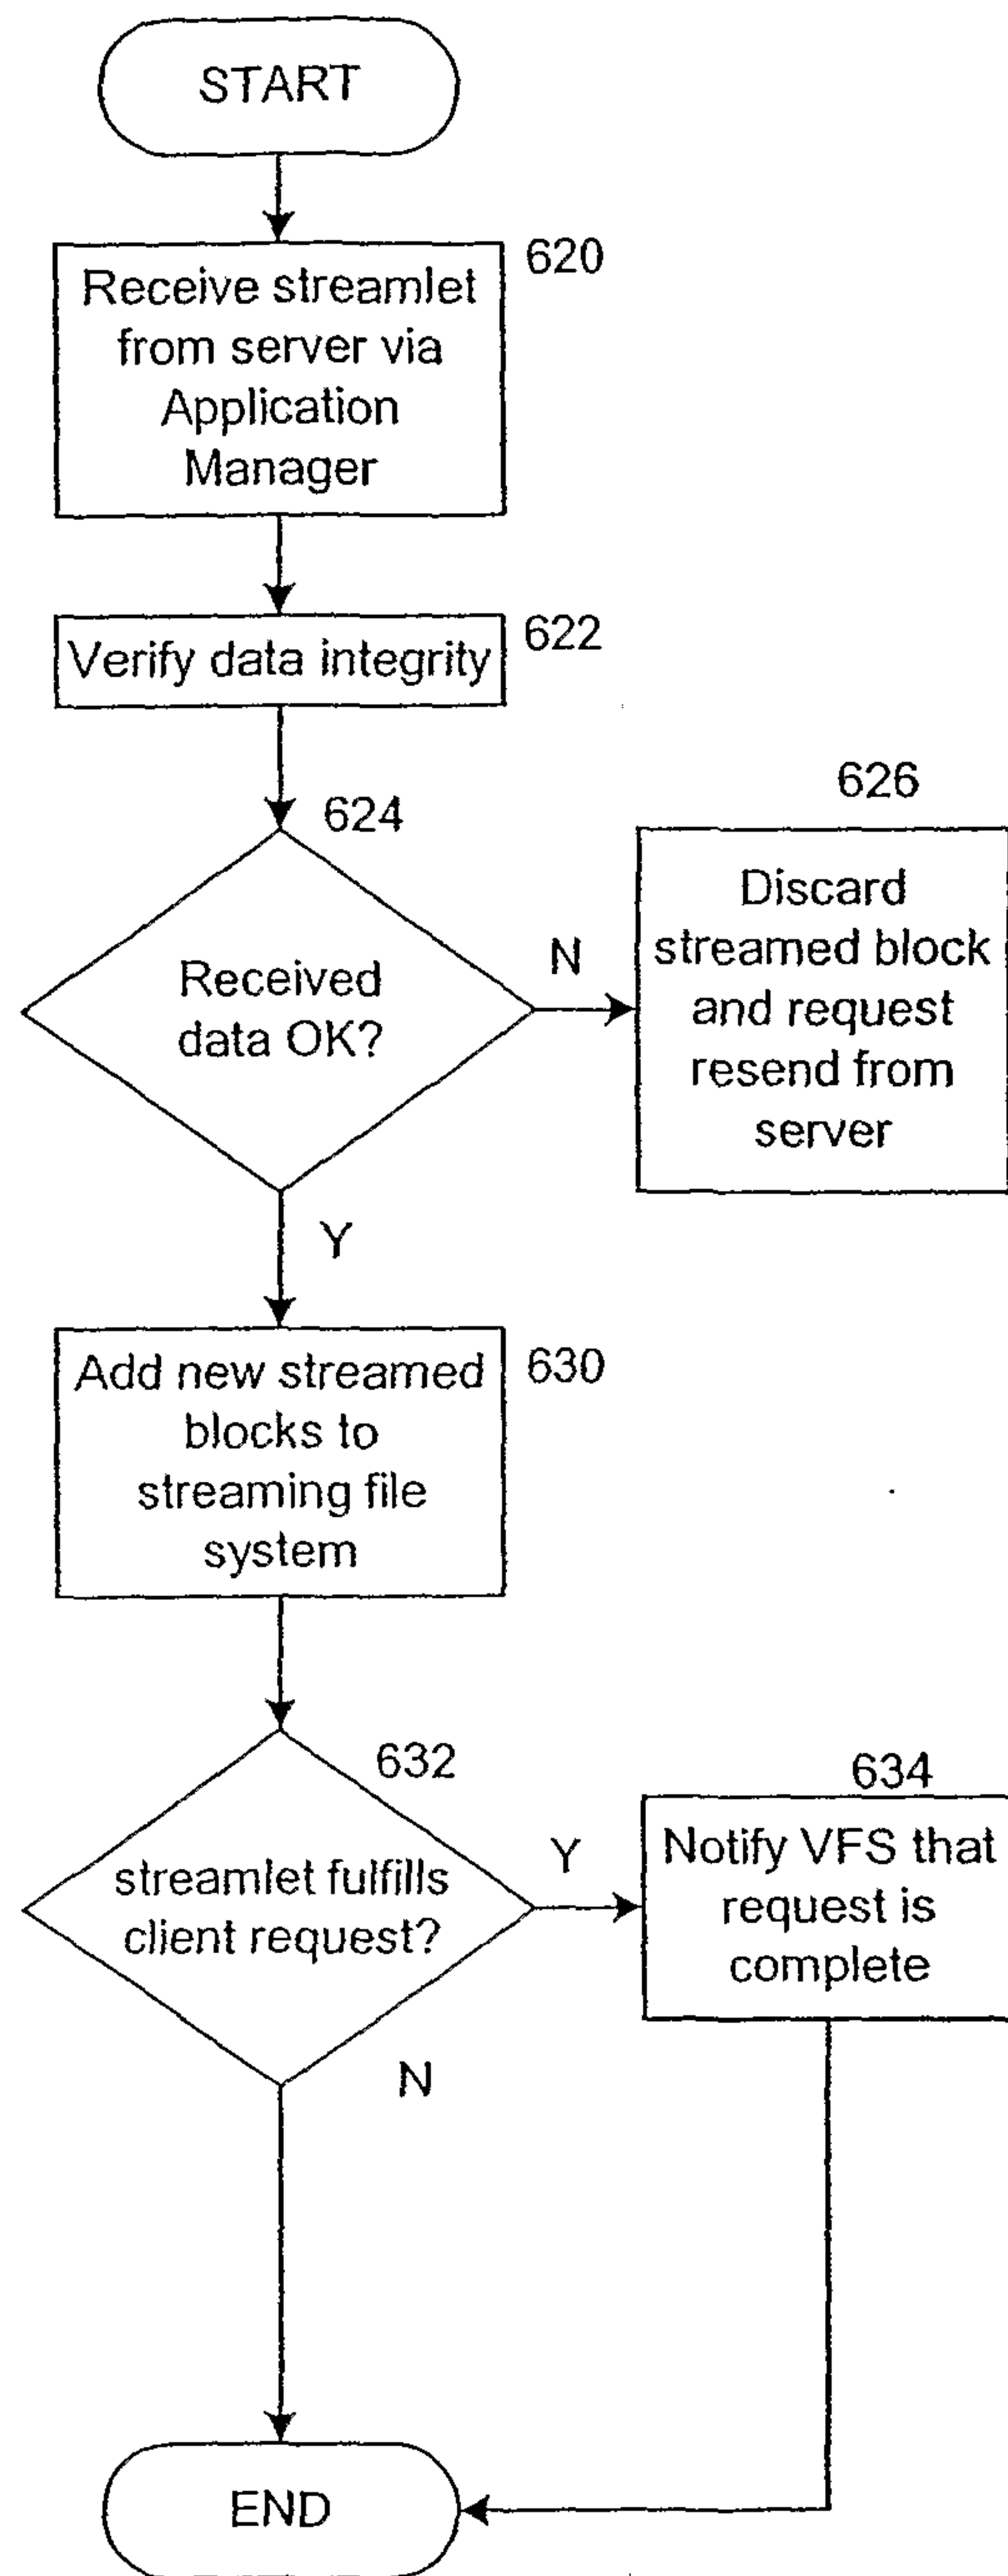 START
620
Receive streamlet
from server via
Application
Manager
622
Verify data integrity
624
Received
data OK?
N
626
Discard
streamed block
and request
resend from
server
Y
630
Add new streamed
blocks to
streaming file
system
632
streamlet fulfills
client request?
Y
634
Notify VFS that
request is
complete
N
END